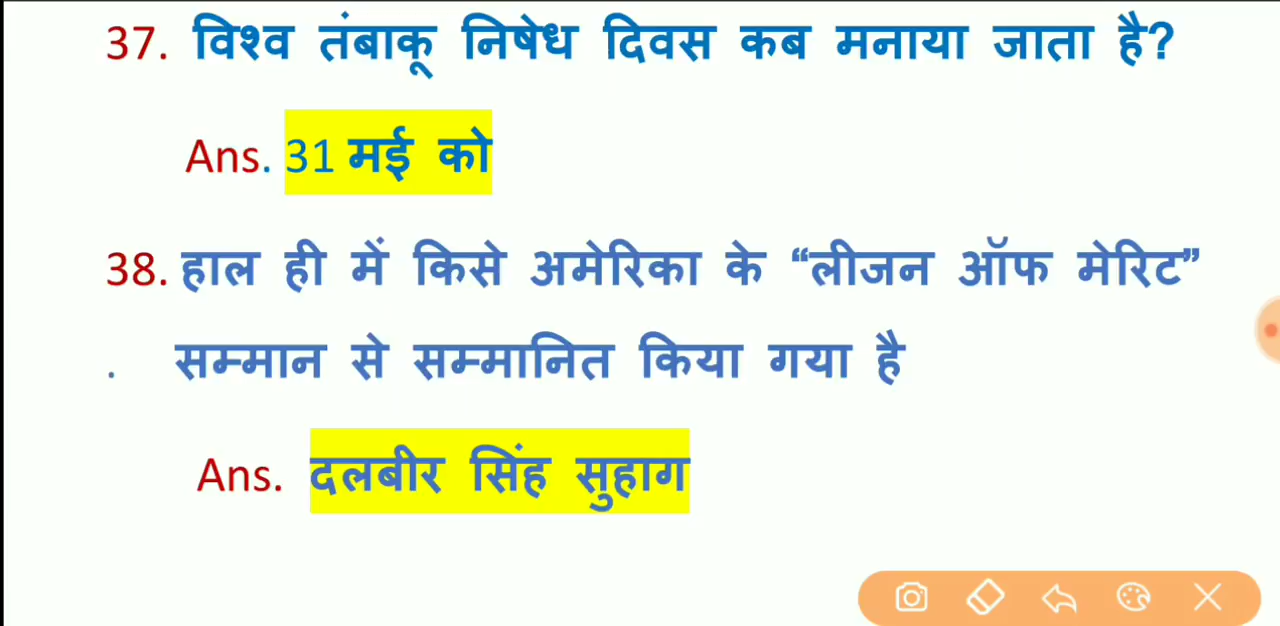 37. विश्व तंबाकू निषेध दिवस कब मनाया जाता है?
Ans. 31 मई को
38. हाल ही में किसे अमेरिका के “लीजन ऑफ मेरिट”
. सम्मान से सम्मानित किया गया है
Ans. दलबीर सिंह सुहाग